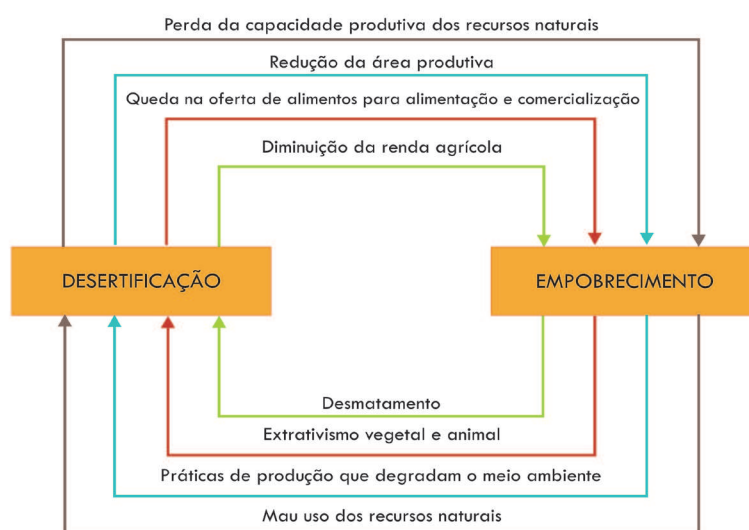 Perda da capacidade produtiva dos recursos naturais
Redução da área produtiva
Queda na oferta de alimentos para alimentação e comercialização
Diminuição da renda agrícola
DESERTIFICAÇÃO
EMPOBRECIMENTO
Desmatamento
Extrativismo vegetal e animal
Práticas de produção que degradam o meio ambiente
Mau uso dos recursos naturais